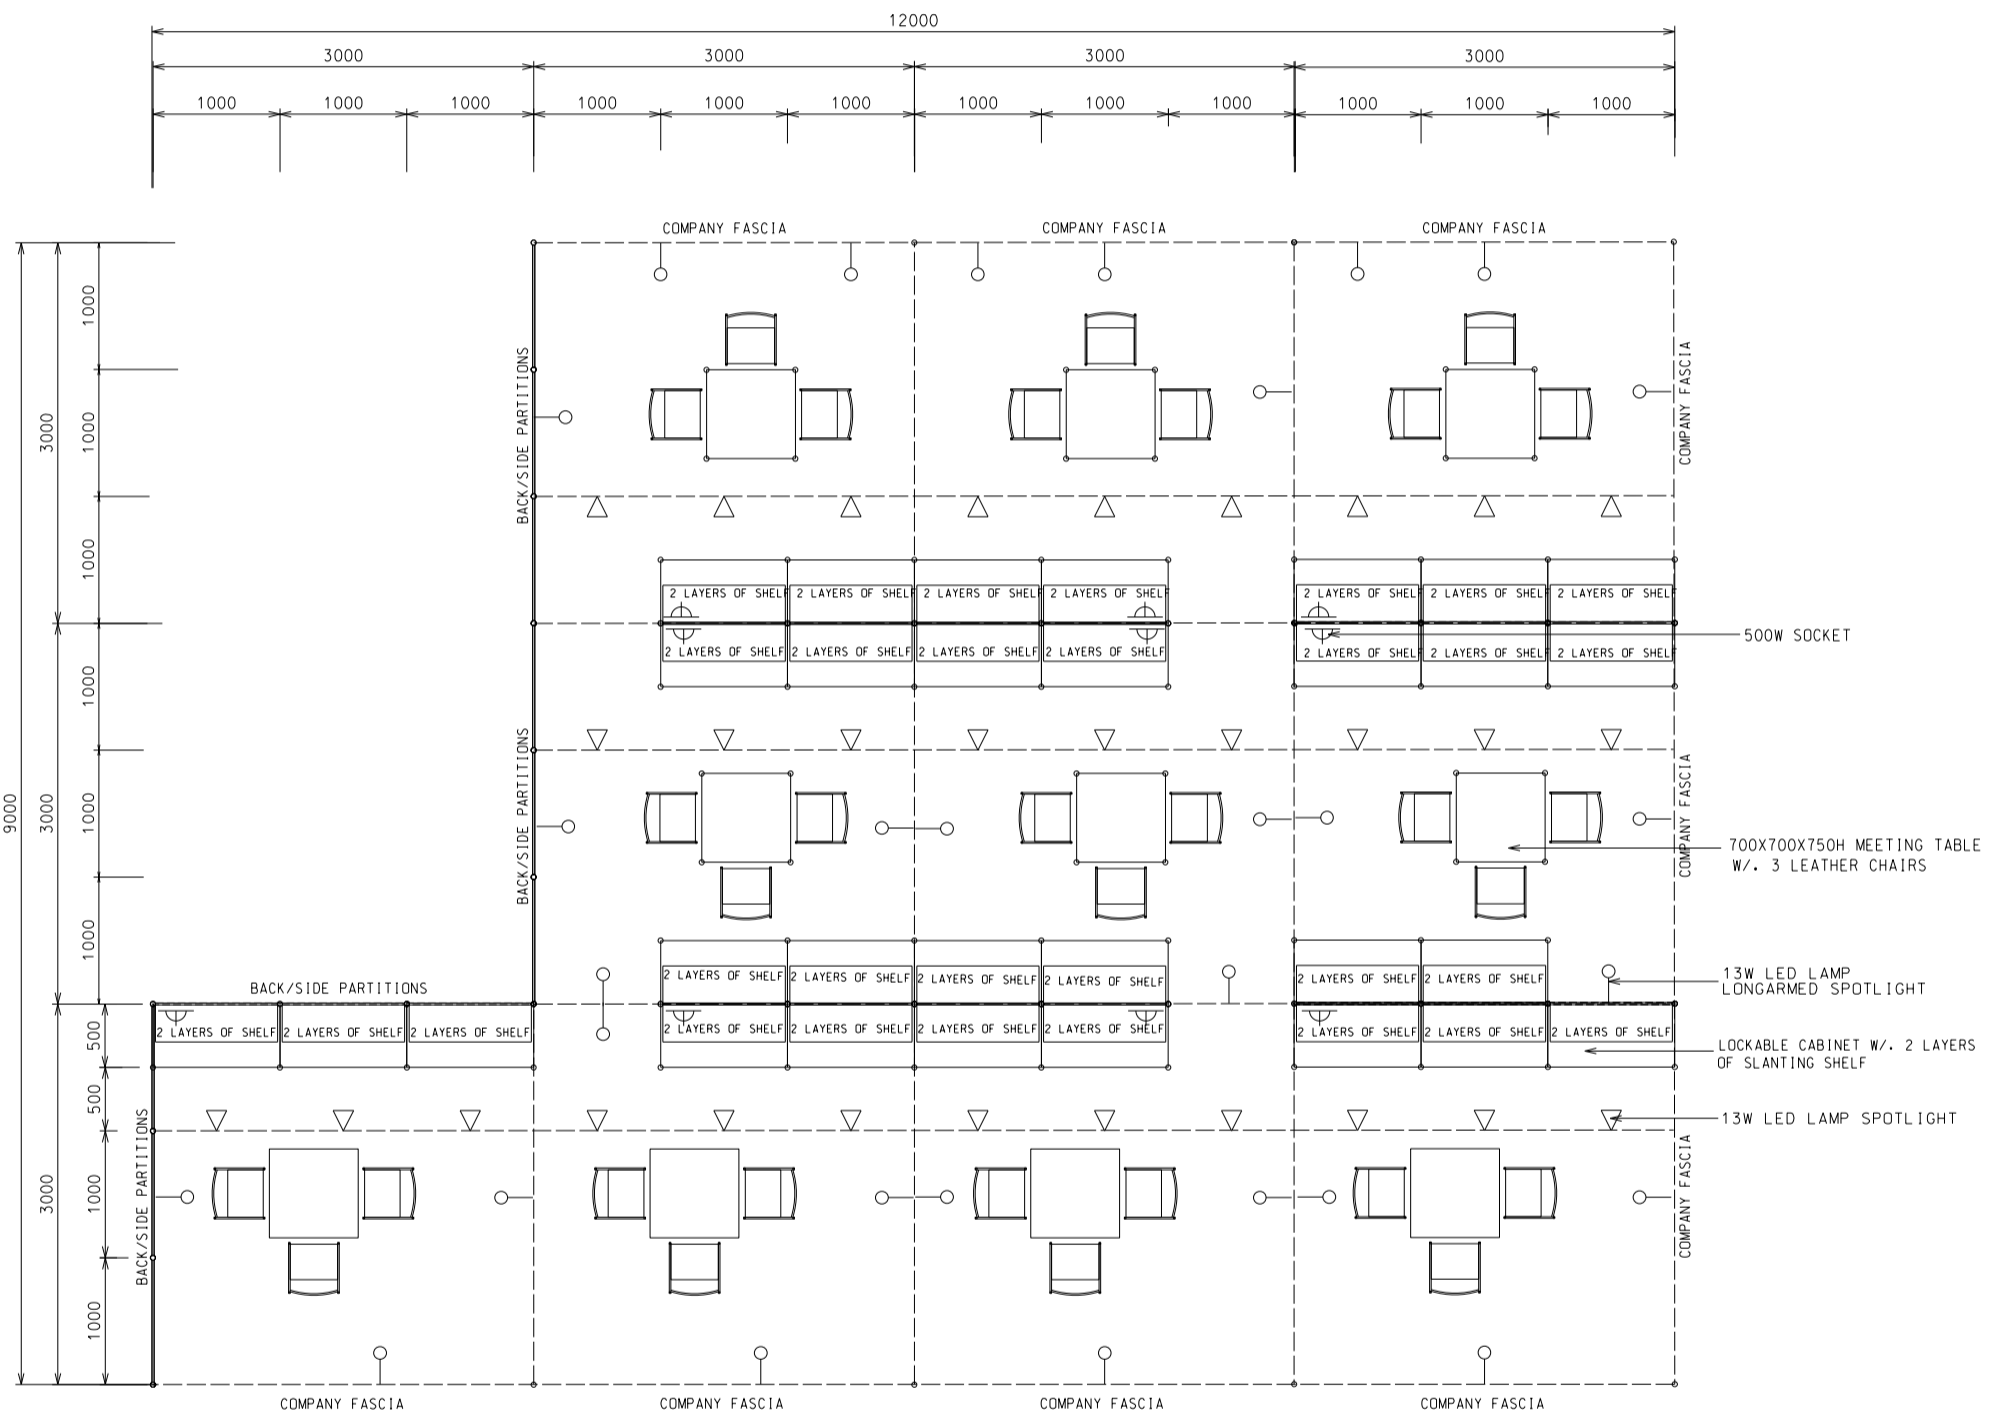 12000
3000 3000 3000 3000
1000 1000 1000 1000 1000 1000 1000 1000 1000 1000 1000 1000
COMPANY FASCIA COMPANY FASCIA COMPANY FASCIA
1000
BACK/SIDE PARTITIONS
COMPANY FASCIA
3000
1000
1000
2 LAYERS OF SHELF 2 LAYERS OF SHELF 2 LAYERS OF SHELF 2 LAYERS OF SHELF 2 LAYERS OF SHELF 2 LAYERS OF SHELF 2 LAYERS OF SHELF
500W SOCKET
2 LAYERS OF SHELF 2 LAYERS OF SHELF 2 LAYERS OF SHELF 2 LAYERS OF SHELF 2 LAYERS OF SHELF 2 LAYERS OF SHELF 2 LAYERS OF SHELF
1000
9000
3000
1000
BACK/SIDE PARTITIONS
COMPANY FASCIA
700X700X750H MEETING TABLE
W/. 3 LEATHER CHAIRS
1000
2 LAYERS OF SHELF 2 LAYERS OF SHELF 2 LAYERS OF SHELF 2 LAYERS OF SHELF 2 LAYERS OF SHELF 2 LAYERS OF SHELF
13W LED LAMP
LONGARMED SPOTLIGHT
BACK/SIDE PARTITIONS
500
2 LAYERS OF SHELF 2 LAYERS OF SHELF 2 LAYERS OF SHELF 2 LAYERS OF SHELF 2 LAYERS OF SHELF 2 LAYERS OF SHELF 2 LAYERS OF SHELF 2 LAYERS OF SHELF 2 LAYERS OF SHELF 2 LAYERS OF SHELF
LOCKABLE CABINET W/. 2 LAYERS
OF SLANTING SHELF
500
13W LED LAMP SPOTLIGHT
3000
1000
BACK/SIDE PARTITIONS
COMPANY FASCIA
1000
COMPANY FASCIA COMPANY FASCIA COMPANY FASCIA COMPANY FASCIA